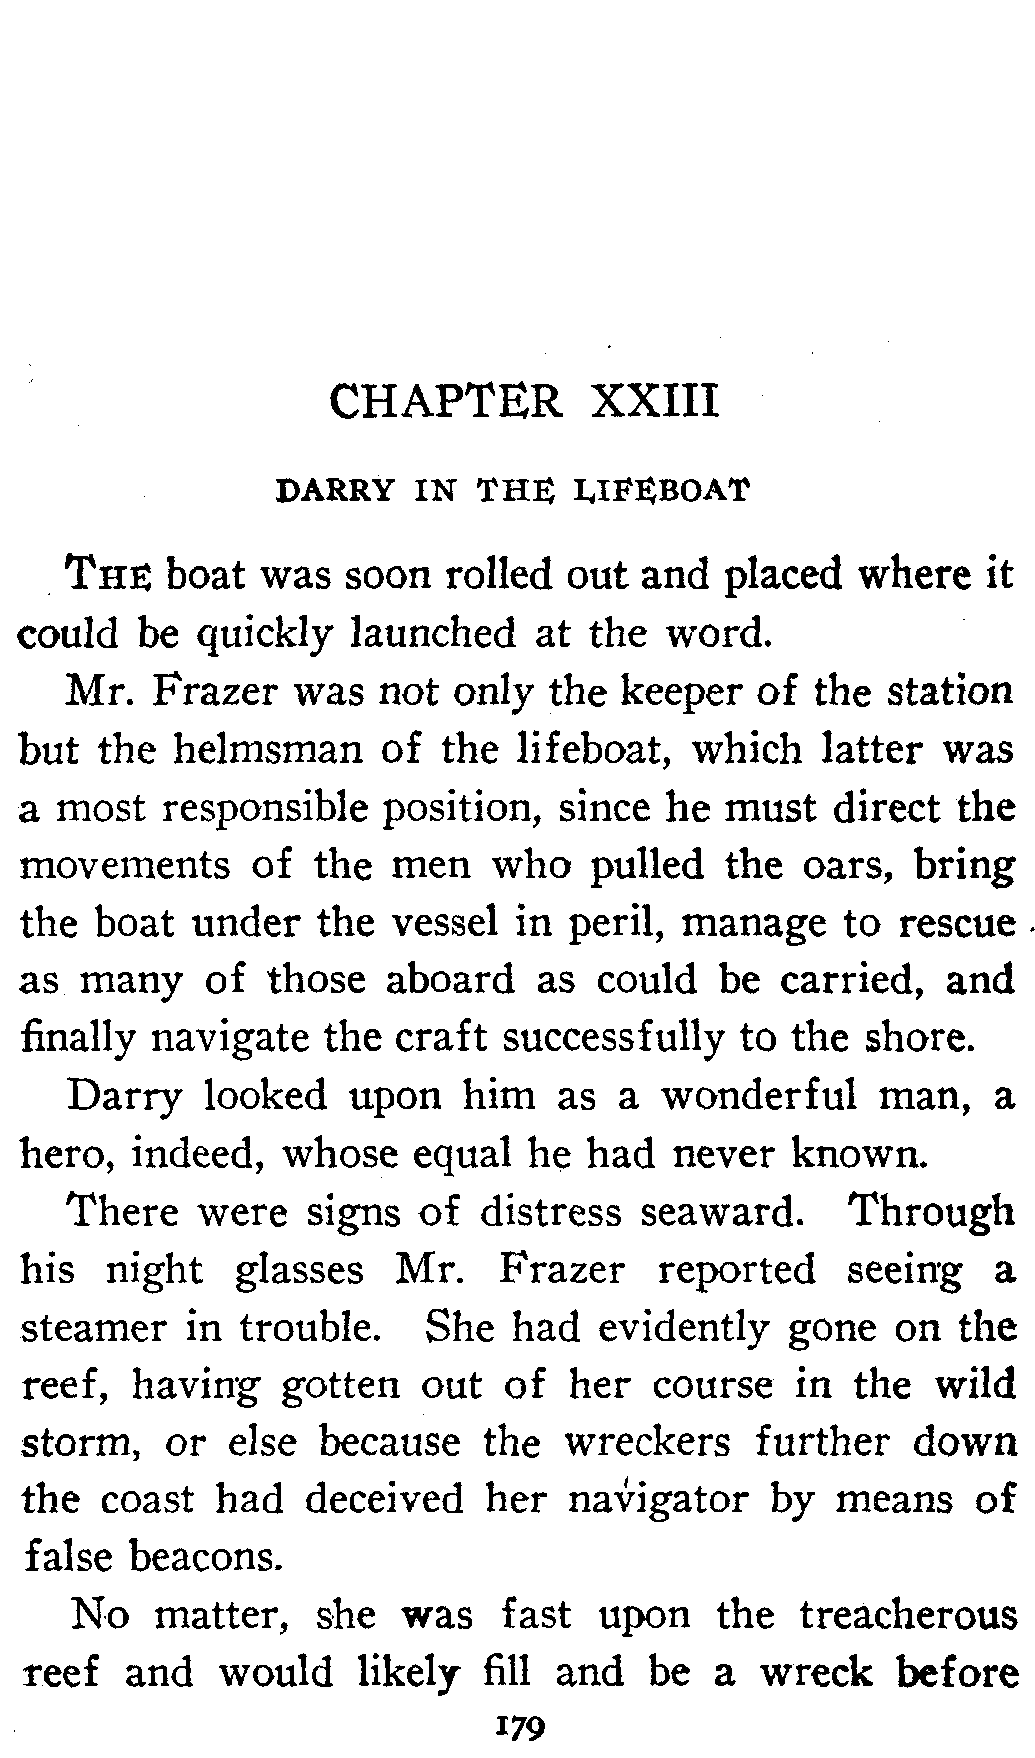 CHAPTER XXIII
DARRY IN THE LIFEBOAT
THE boat was soon rolled out and placed where it
could be quickly launched at the word.
Mr. Frazer was not only the keeper of the station
but the helmsman of the lifeboat, which latter was
a most responsible position, since he must direct the
movements of the men who pulled the oars, bring
the boat under the vessel in peril, manage to rescue
as many of those aboard as could be carried, and
finally navigate the craft successfully to the shore.
Darry looked upon him as a wonderful man, a
hero, indeed, whose equal he had never known.
There were signs of distress seaward. Through
his night glasses Mr. Frazer reported seeing a
steamer in trouble. She had evidently gone on the
reef, having gotten out of her course in the wild
storm, or else because the wreckers further down
the coast had deceived her navigator by means of
false beacons.
No matter, she was fast upon the treacherous
reef and would likely fill and be a wreck before
179